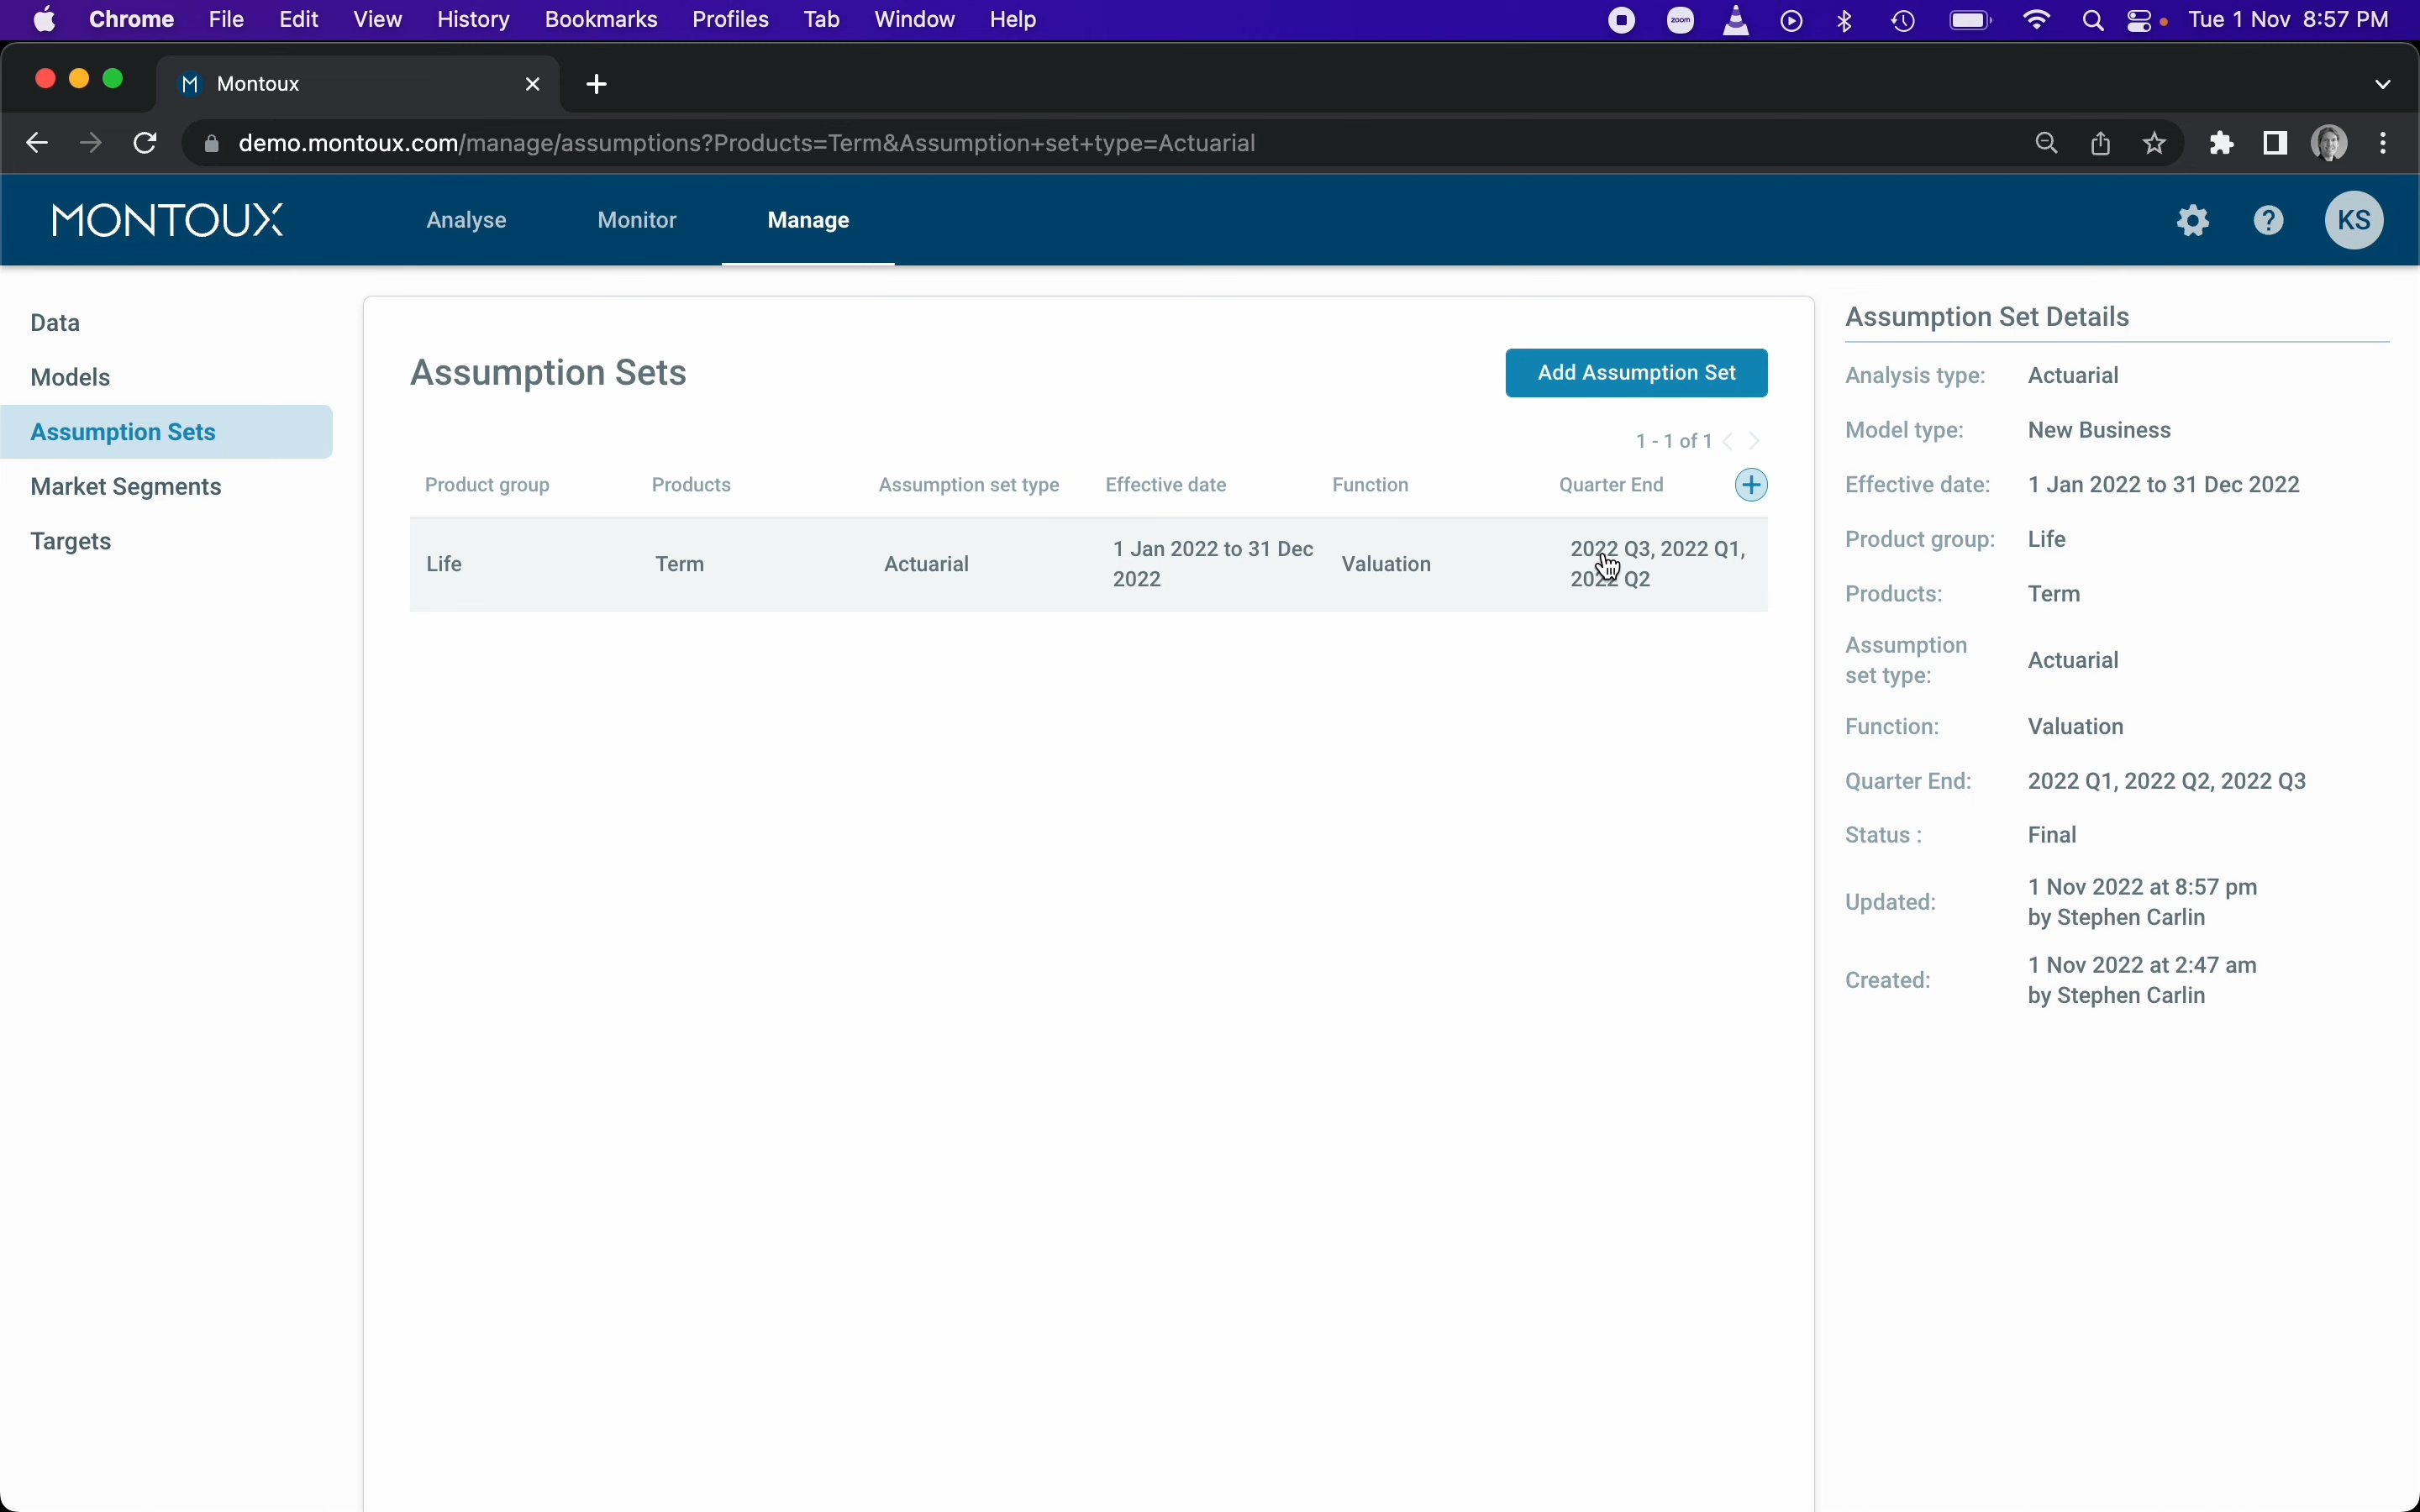 Chrome File Edit View History Bookmarks Profiles Tab Window Help zoom Tue 1 Nov 8:57 PM
M Montoux
demo.montoux.com/manage/assumptions?Products=Term&Assumption+set+type=Actuarial
MONTOUX Analyse Monitor Manage ? KS
Data
Models
Assumption Sets
Market Segments
Targets
Assumption Sets
Add Assumption Set
1 - 1 of 1
Product group Products Assumption set type Effective date Function Quarter End
Life Term Actuarial 1 Jan 2022 to 31 Dec Valuation 2022 Q3, 2022 Q1,
2022 2022 Q2
Assumption Set Details
Analysis type: Actuarial
Model type: New Business
Effective date: 1 Jan 2022 to 31 Dec 2022
Product group: Life
Products: Term
Assumption
set type: Actuarial
Function: Valuation
Quarter End: 2022 Q1, 2022 Q2, 2022 Q3
Status : Final
Updated: 1 Nov 2022 at 8:57 pm
by Stephen Carlin
Created: 1 Nov 2022 at 2:47 am
by Stephen Carlin